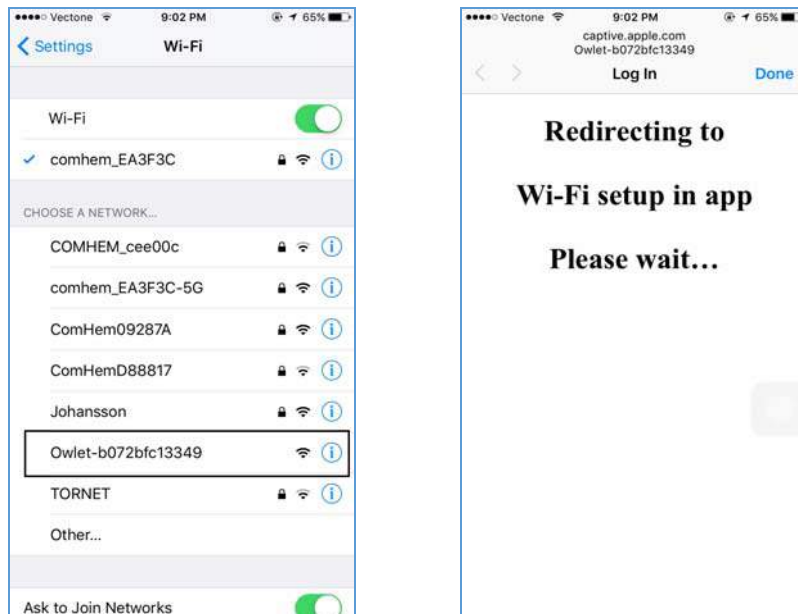 Vectone 9:02 PM 65%
Settings Wi-Fi
Wi-Fi
comhem_EA3F3C
CHOOSE A NETWORK...
COMHEM_cee00c
comhem_EA3F3C-5G
ComHem09287A
ComHemD88817
Johansson
Owlet-b072bfc13349
TORNET
Other...
Ask to Join Networks
Vectone 9:02 PM 65%
captive.apple.com
Owlet-b072bfc13349
Log In Done
Redirecting to
Wi-Fi setup in app
Please wait...